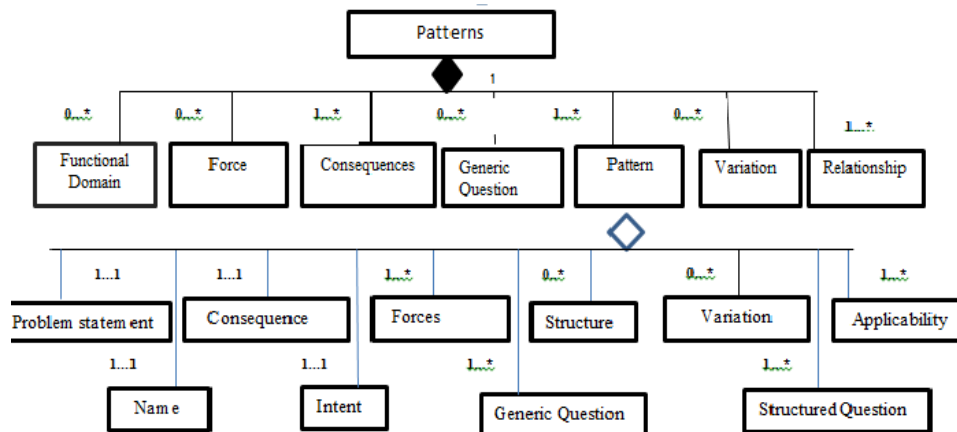 Patterns
1
0....*
0....*
1....*
0....*
1....*
0....*
1....*
Functional
Domain
Force
Consequences
Generic
Question
Pattern
Variation
Relationship
1...1
1...1
1....*
0....*
0....*
1....*
Problem statement
Consequence
Forces
Structure
Variation
Applicability
1...1
1...1
1....*
1....*
Name
Intent
Generic Question
Structured Question